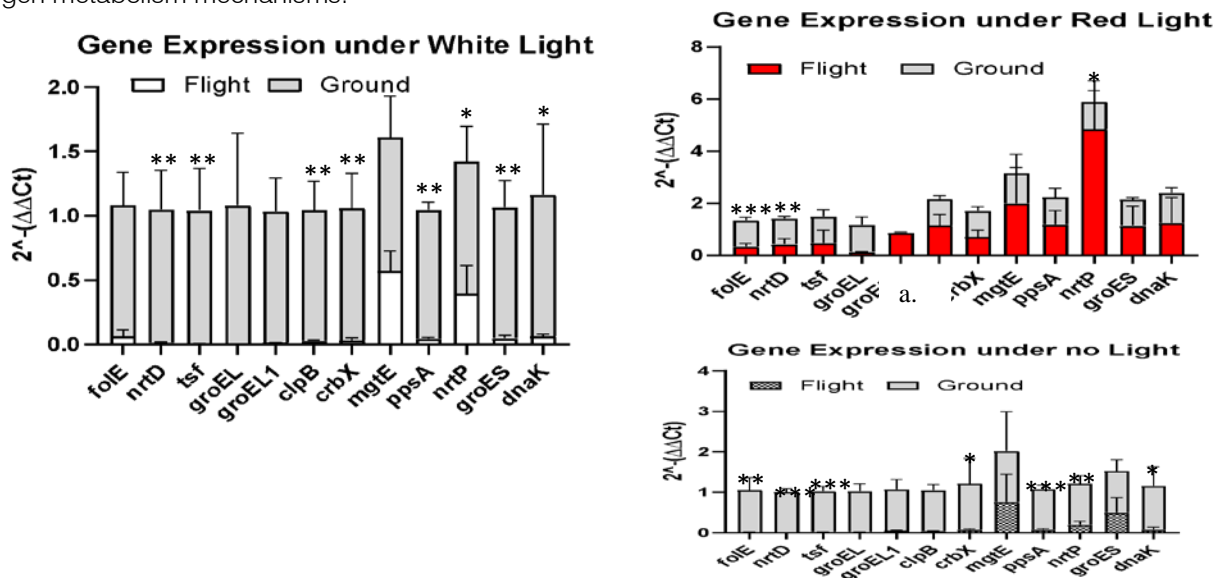 gen metabolism mechanisms.
Gene Expression under White Light
Flight Ground
2^-(ΔΔCt)
2.0
1.5
1.0
0.5
0.0
** ** ** ** ** * ** *
folE nrtD tsf groEL groEL1 clpB crbX mgtE ppsA nrtP groES dnaK
Gene Expression under Red Light
Flight Ground
2^-(ΔΔCt)
8
6
4
2
0
*** ** *
folE nrtD tsf groEL a. crbX mgtE ppsA nrtP groES dnaK
Gene Expression under no Light
Flight Ground
2^-(ΔΔCt)
4
3
2
1
0
** *** *** * *** ** *
folE nrtD tsf groEL groEL1 clpB crbX mgtE ppsA nrtP groES dnaK